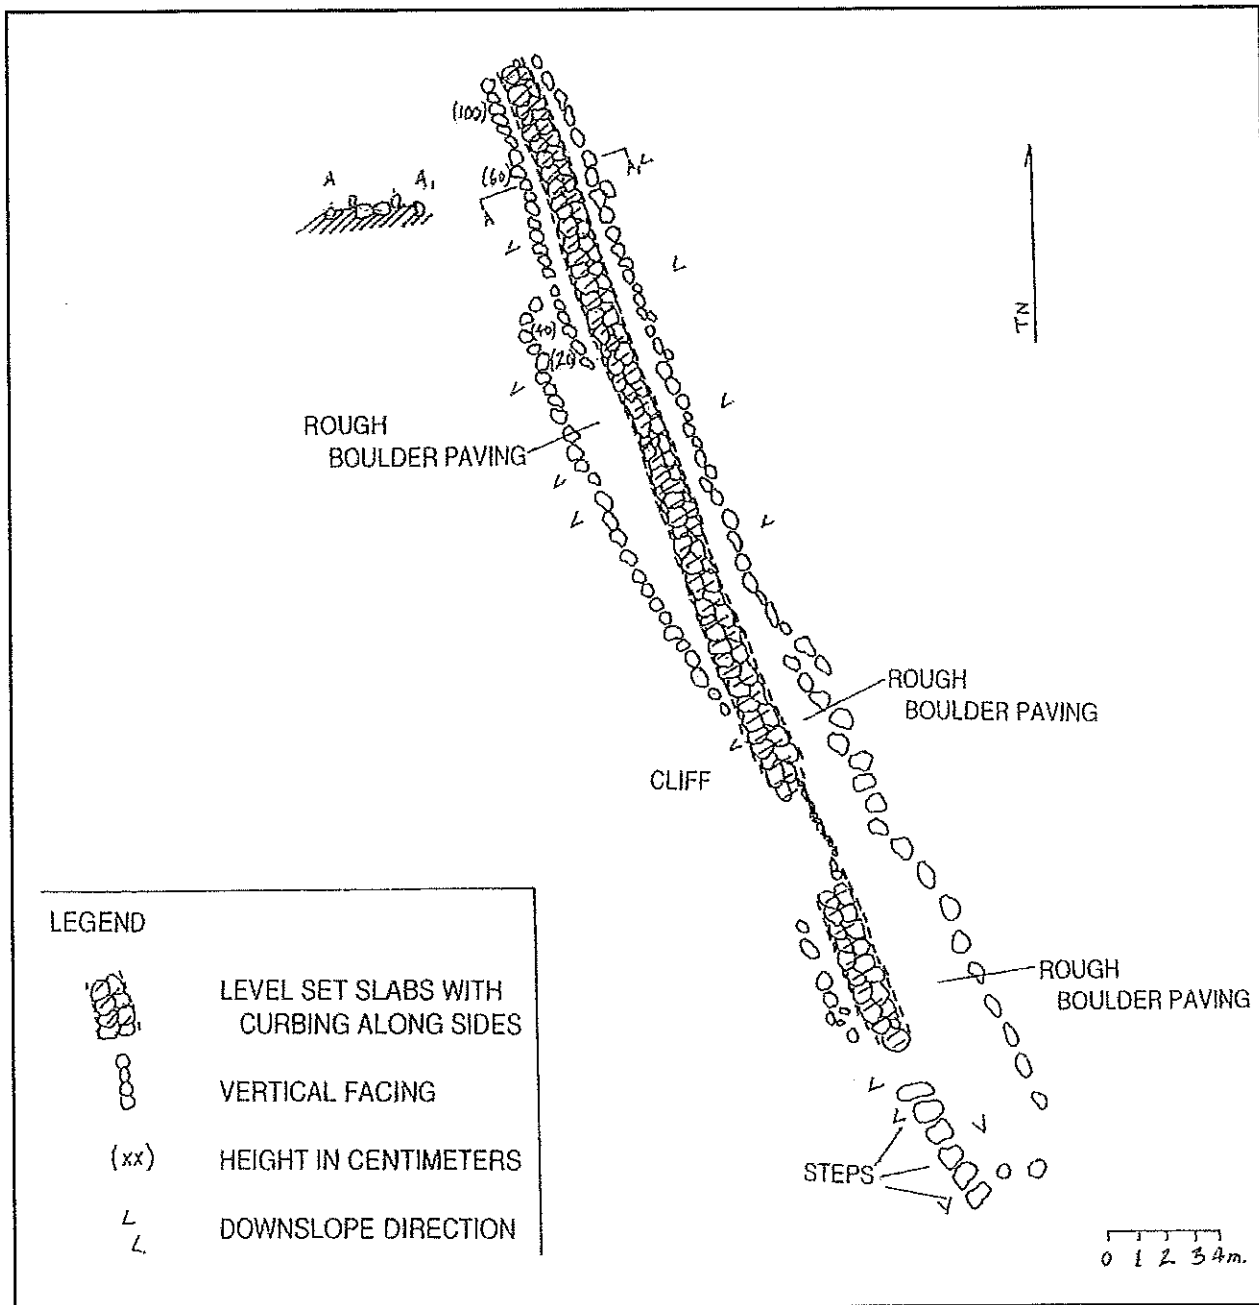 (100)
A A₁
(60)
A A₁
TN
(40)
(20)
ROUGH
BOULDER PAVING
ROUGH
BOULDER PAVING
CLIFF
ROUGH
BOULDER PAVING
STEPS
0 1 2 3 4m.
LEGEND
LEVEL SET SLABS WITH
CURBING ALONG SIDES
VERTICAL FACING
(xx) HEIGHT IN CENTIMETERS
DOWNSLOPE DIRECTION